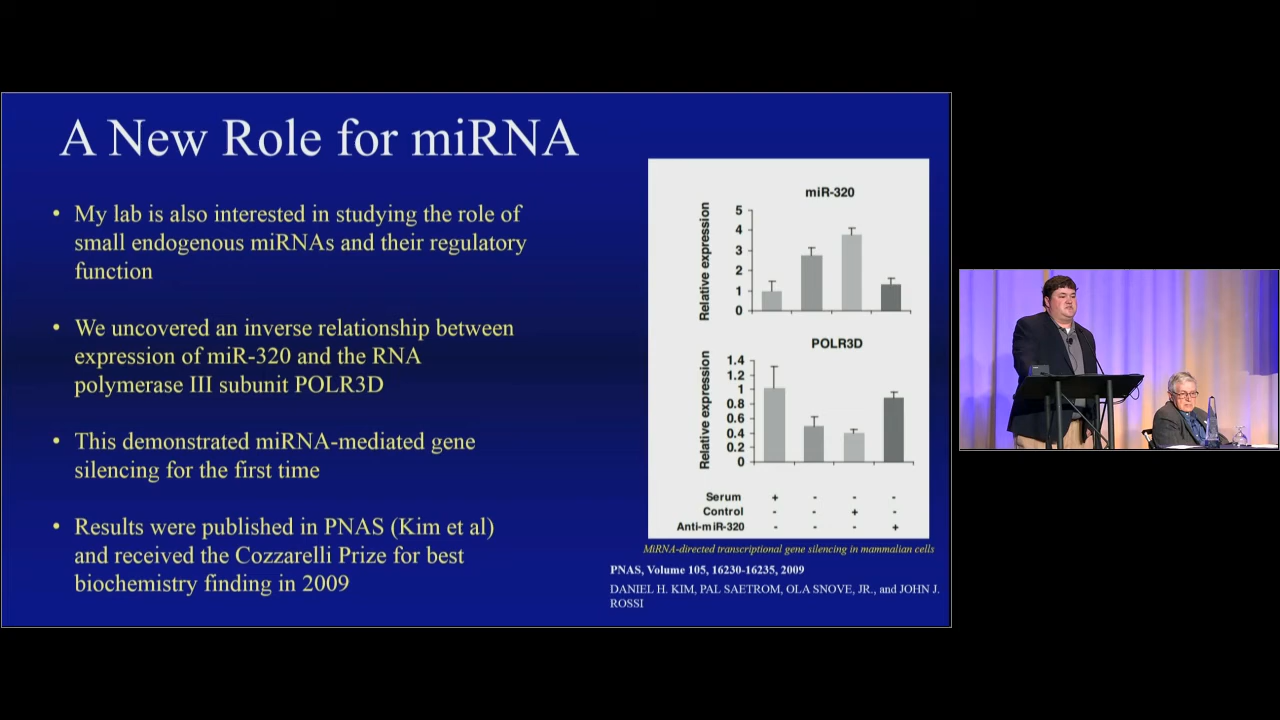 A New Role for miRNA
• My lab is also interested in studying the role of
small endogenous miRNAs and their regulatory
function
• We uncovered an inverse relationship between
expression of miR-320 and the RNA
polymerase III subunit POLR3D
• This demonstrated miRNA-mediated gene
silencing for the first time
• Results were published in PNAS (Kim et al)
and received the Cozzarelli Prize for best
biochemistry finding in 2009
miR-320
Relative expression
5
4
3
2
1
0
POLR3D
Relative expression
1.4
1.2
1
0.8
0.6
0.4
0.2
0
Serum + - - -
Control - - + -
Anti-miR-320 - - - +
MiRNA-directed transcriptional gene silencing in mammalian cells
PNAS, Volume 105, 16230-16235, 2009
DANIEL H. KIM, PAL SAETROM, OLA SNOVE, JR., and JOHN J.
ROSSI